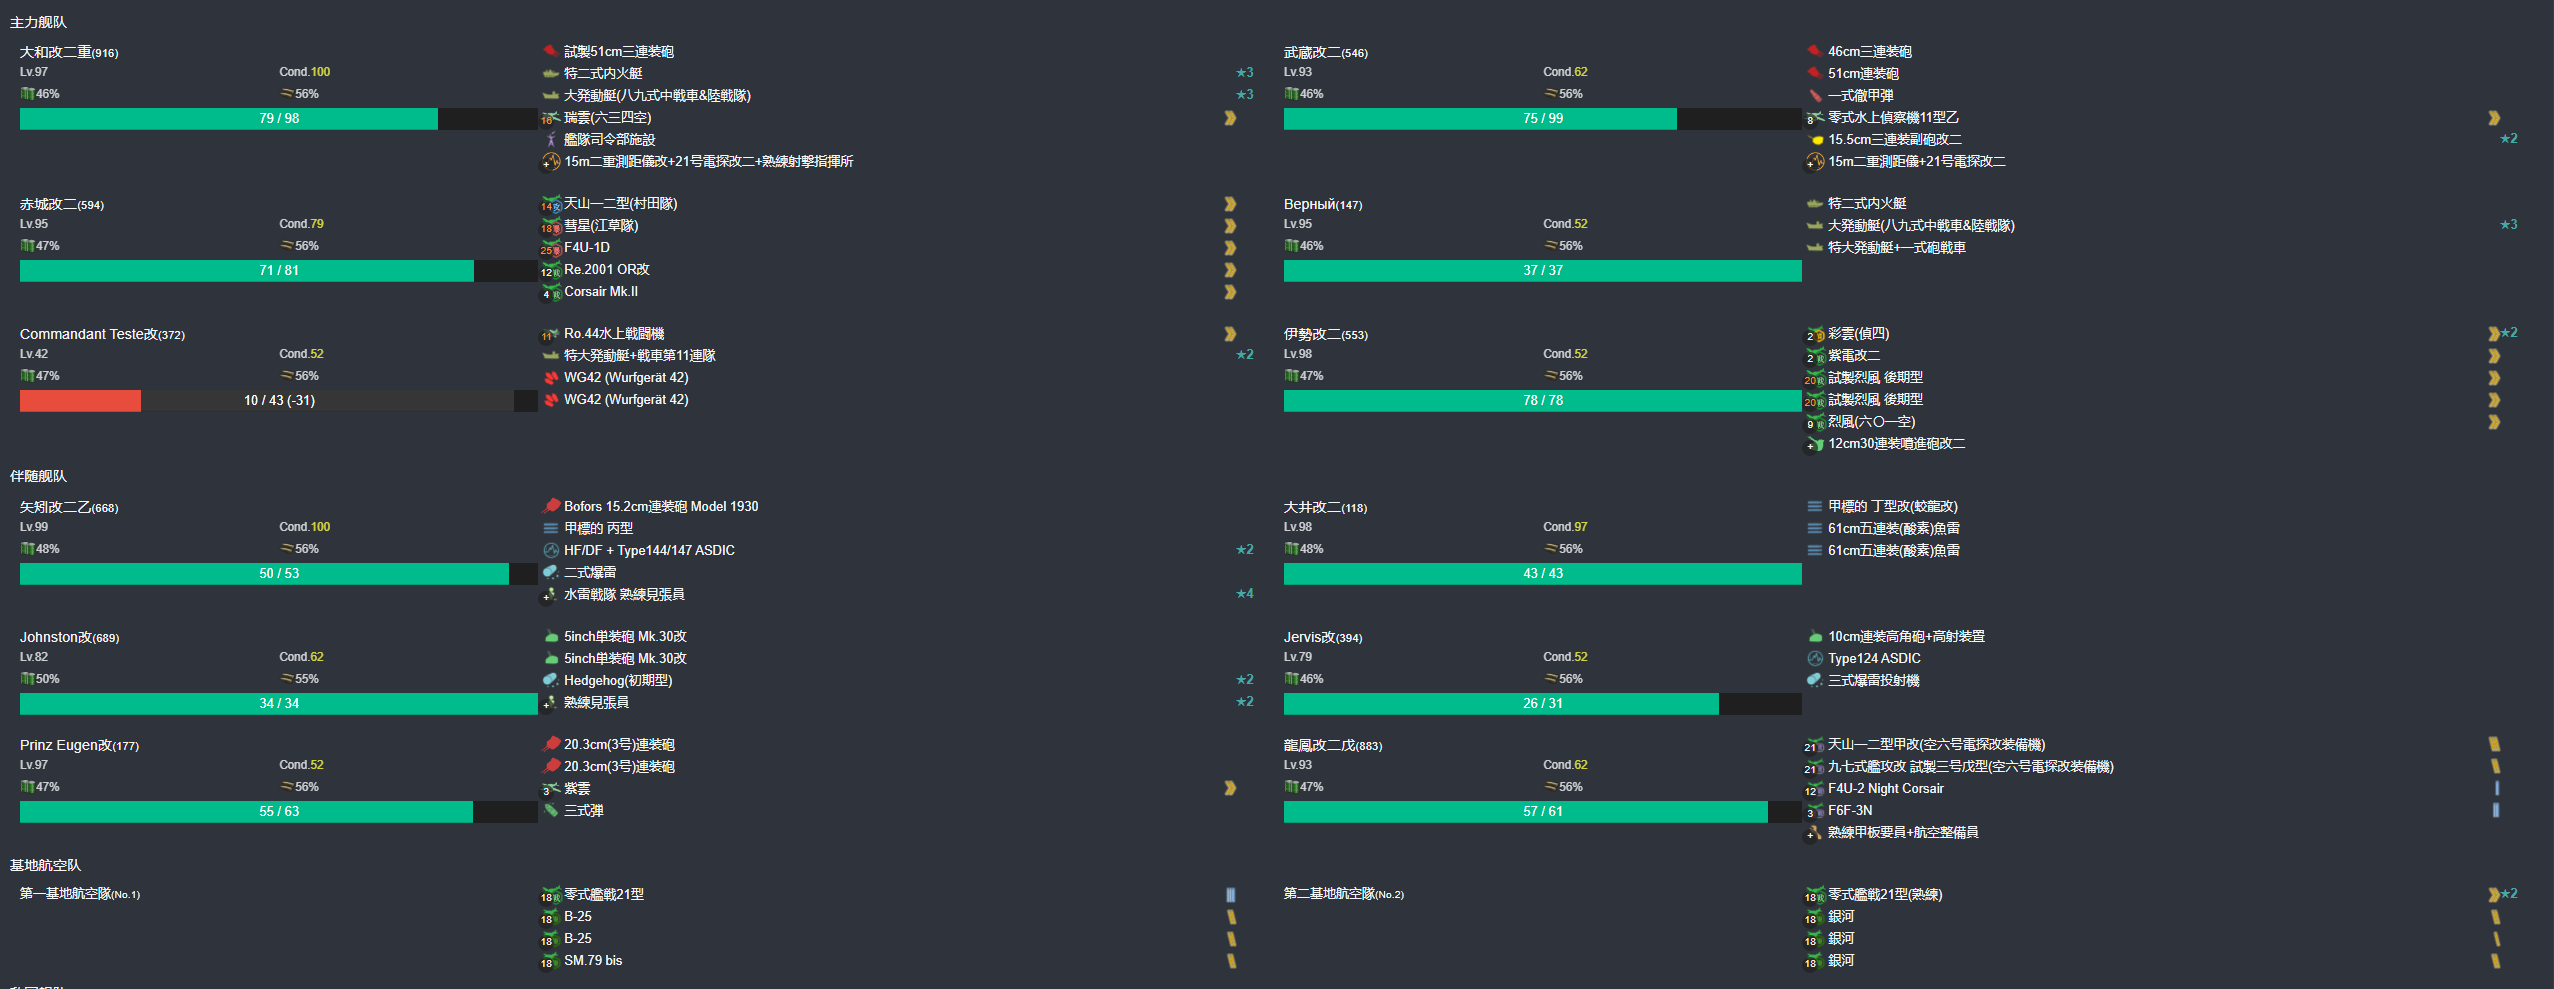 主力舰队
大和改二重(916)
Lv.97 Cond.100
46% 56%
79 / 98
試製51cm三連装砲
特二式内火艇 ★3
大発動艇(八九式中戦車&陸戦隊) ★3
16 瑞雲(六三四空)
艦隊司令部施設
+ 15m二重測距儀改+21号電探改二+熟練射撃指揮所
武蔵改二(546)
Lv.93 Cond.62
46% 56%
75 / 99
46cm三連装砲
51cm連装砲
一式徹甲弾
8 零式水上偵察機11型乙
15.5cm三連装副砲改二 ★2
+ 15m二重測距儀+21号電探改二
赤城改二(594)
Lv.95 Cond.79
47% 56%
71 / 81
14 天山一二型(村田隊)
18 彗星(江草隊)
25 F4U-1D
12 Re.2001 OR改
4 Corsair Mk.II
Верный(147)
Lv.95 Cond.52
46% 56%
37 / 37
特二式内火艇
大発動艇(八九式中戦車&陸戦隊) ★3
特大発動艇+一式砲戦車
Commandant Teste改(372)
Lv.42 Cond.52
47% 56%
10 / 43 (-31)
11 Ro.44水上戦闘機
特大発動艇+戦車第11連隊 ★2
WG42 (Wurfgerät 42)
WG42 (Wurfgerät 42)
伊勢改二(553)
Lv.98 Cond.52
47% 56%
78 / 78
2 彩雲(偵四) ★2
2 紫電改二
20 試製烈風 後期型
20 試製烈風 後期型
9 烈風(六〇一空)
+ 12cm30連装噴進砲改二
伴随舰队
矢矧改二乙(668)
Lv.99 Cond.100
48% 56%
50 / 53
Bofors 15.2cm連装砲 Model 1930
甲標的 丙型
HF/DF + Type144/147 ASDIC ★2
二式爆雷
+ 水雷戦隊 熟練見張員 ★4
大井改二(118)
Lv.98 Cond.97
48% 56%
43 / 43
甲標的 丁型改(蛟龍改)
61cm五連装(酸素)魚雷
61cm五連装(酸素)魚雷
Johnston改(689)
Lv.82 Cond.62
50% 55%
34 / 34
5inch単装砲 Mk.30改
5inch単装砲 Mk.30改
Hedgehog(初期型) ★2
+ 熟練見張員 ★2
Jervis改(394)
Lv.79 Cond.52
46% 56%
26 / 31
10cm連装高角砲+高射装置
Type124 ASDIC
三式爆雷投射機
Prinz Eugen改(177)
Lv.97 Cond.52
47% 56%
55 / 63
20.3cm(3号)連装砲
20.3cm(3号)連装砲
3 紫雲
三式弾
龍鳳改二戊(883)
Lv.93 Cond.62
47% 56%
57 / 61
21 天山一二型甲改(空六号電探改装備機)
21 九七式艦攻改 試製三号戊型(空六号電探改装備機)
12 F4U-2 Night Corsair
3 F6F-3N
+ 熟練甲板要員+航空整備員
基地航空队
第一基地航空隊(No.1)
18 零式艦戦21型
18 B-25
18 B-25
18 SM.79 bis
第二基地航空隊(No.2)
18 零式艦戦21型(熟練) ★2
18 銀河
18 銀河
18 銀河